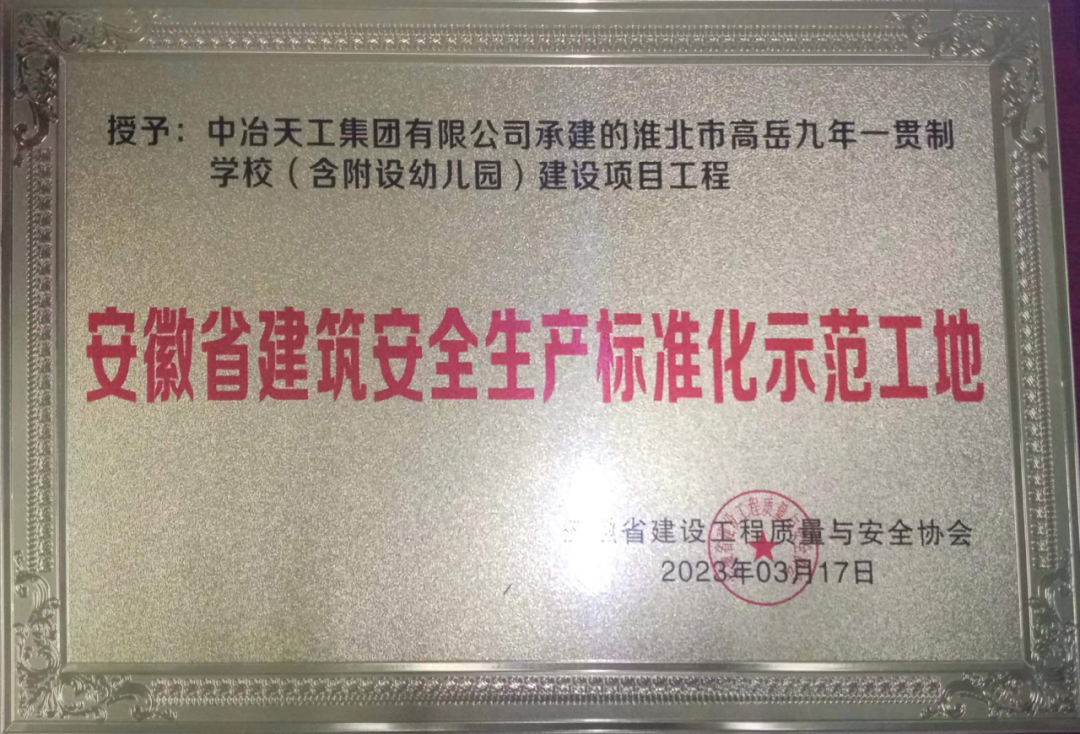 授予：中冶天工集团有限公司承建的淮北市高岳九年一贯制
学校（含附设幼儿园）建设项目工程
安徽省建筑安全生产标准化示范工地
省建设工程质量与安全协会
2023年03月17日